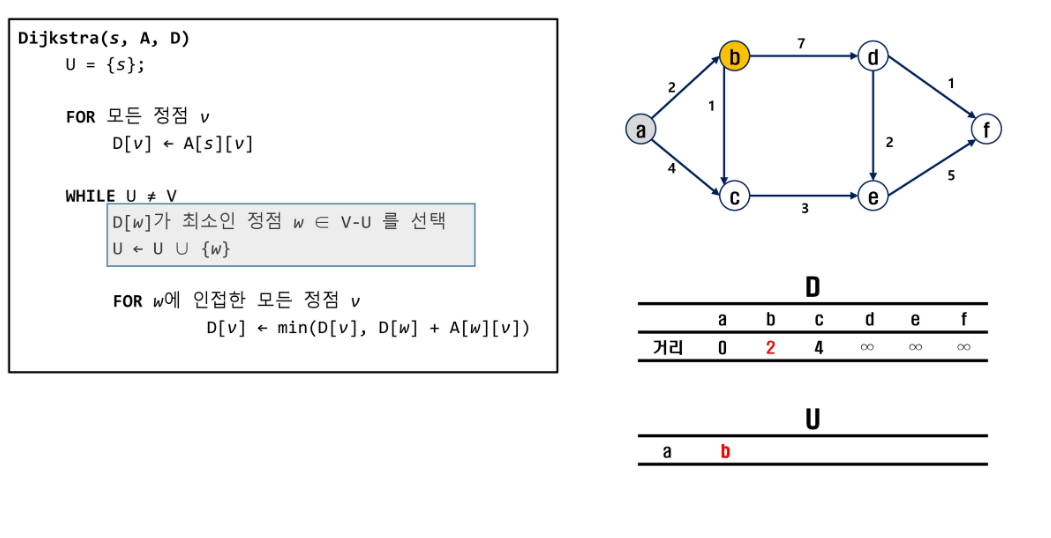 Dijkstra(s, A, D)
U = {s};
FOR 모든 정점 v
D[v] ← A[s][v]
WHILE U ≠ V
D[w]가 최소인 정점 w ∈ V-U 를 선택
U ← U ∪ {w}
FOR w에 인접한 모든 정점 v
D[v] ← min(D[v], D[w] + A[w][v])
b 7 d
2 1 1
a 2 f
4 5
c 3 e
D
a b c d e f
거리 0 2 4 ∞ ∞ ∞
U
a b